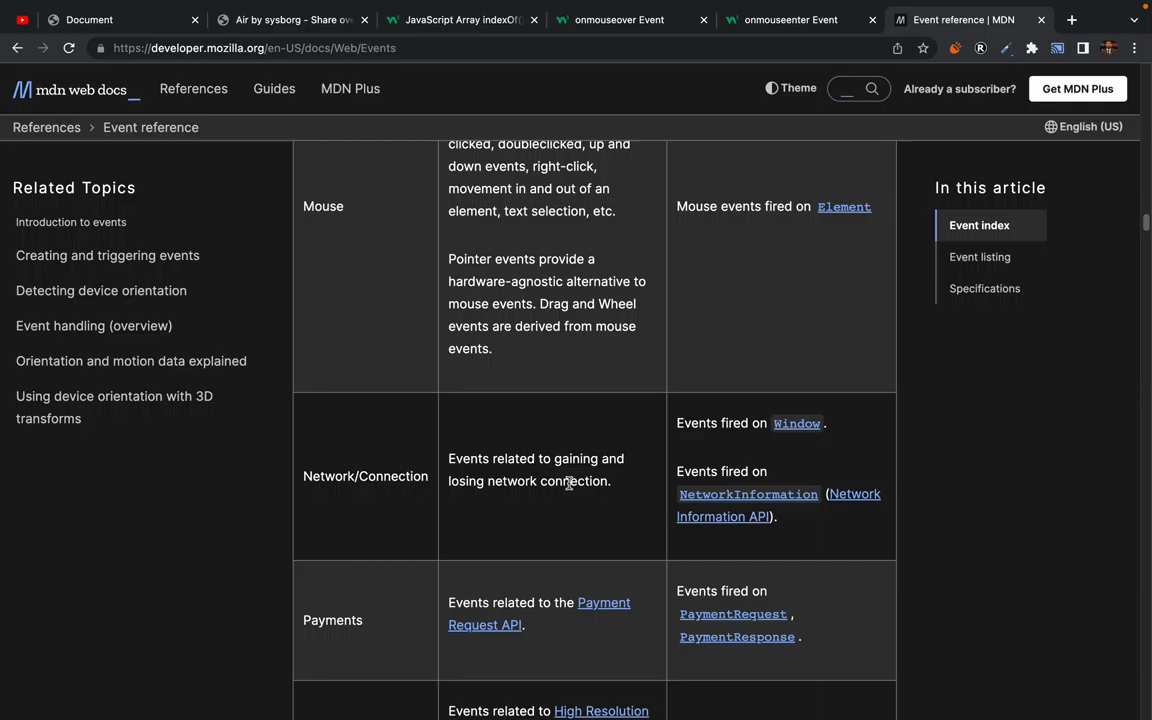 Document
Air by sysborg - Share ov
JavaScript Array indexOf(
onmouseover Event
onmouseenter Event
Event reference | MDN
https://developer.mozilla.org/en-US/docs/Web/Events
mdn web docs_
References
Guides
MDN Plus
Theme
Already a subscriber?
Get MDN Plus
References > Event reference
English (US)
Related Topics
Introduction to events
Creating and triggering events
Detecting device orientation
Event handling (overview)
Orientation and motion data explained
Using device orientation with 3D
transforms
Mouse
clicked, doubleclicked, up and
down events, right-click,
movement in and out of an
element, text selection, etc.
Pointer events provide a
hardware-agnostic alternative to
mouse events. Drag and Wheel
events are derived from mouse
events.
Mouse events fired on Element
Network/Connection
Events related to gaining and
losing network connection.
Events fired on Window.
Events fired on
NetworkInformation (Network
Information API).
Payments
Events related to the Payment
Request API.
Events fired on
PaymentRequest,
PaymentResponse.
Events related to High Resolution
In this article
Event index
Event listing
Specifications